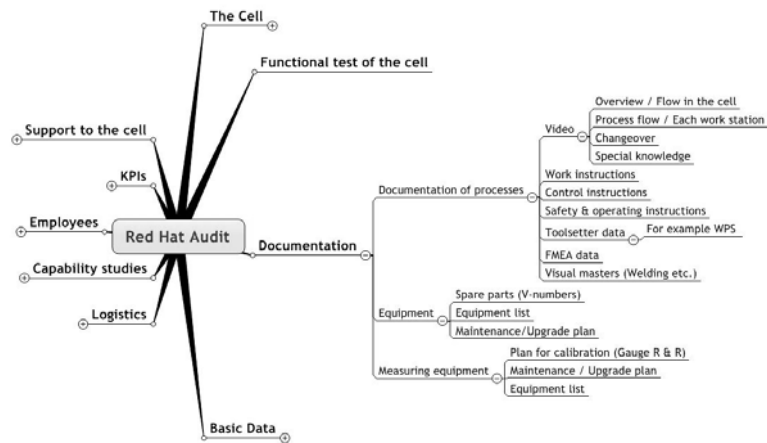 The Cell
Functional test of the cell
Support to the cell
KPIs
Employees
Capability studies
Logistics
Basic Data
Red Hat Audit
Documentation
Documentation of processes
Video
Overview / Flow in the cell
Process flow / Each work station
Changeover
Special knowledge
Work instructions
Control instructions
Safety & operating instructions
Toolsetter data
For example WPS
FMEA data
Visual masters (Welding etc.)
Equipment
Spare parts (V-numbers)
Equipment list
Maintenance/Upgrade plan
Measuring equipment
Plan for calibration (Gauge R & R)
Maintenance / Upgrade plan
Equipment list